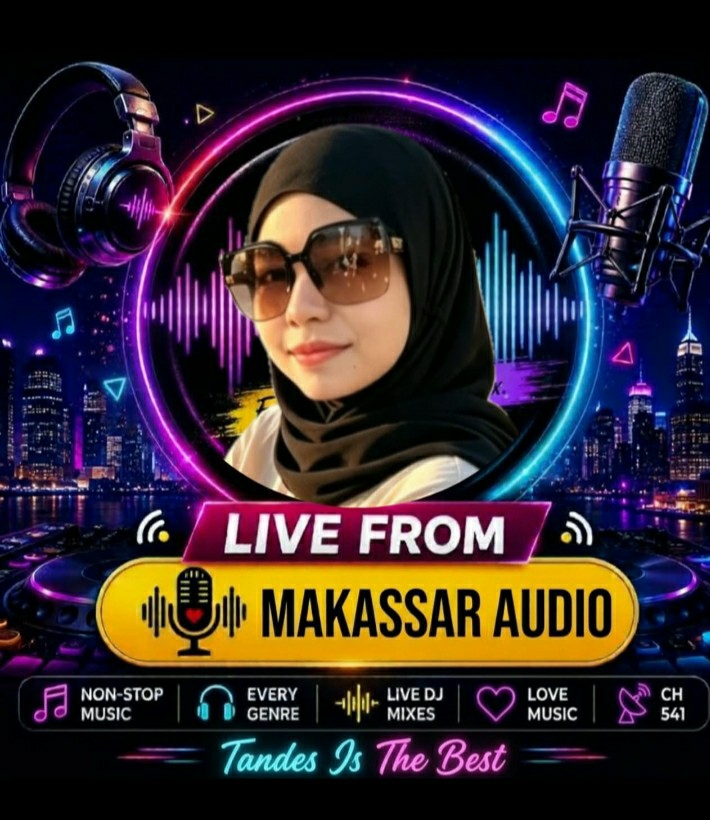 LIVE FROM
MAKASSAR AUDIO
NON-STOP
MUSIC
EVERY
GENRE
LIVE DJ
MIXES
LOVE
MUSIC
CH
541
Tandes Is The Best